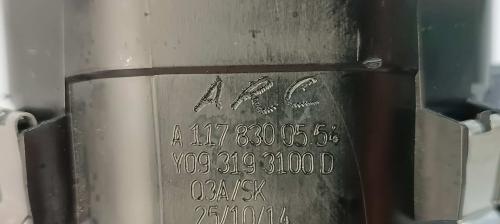 ARC
A 117 830 05 54
Y09 319 3100 D
03A/SK
25/10/14